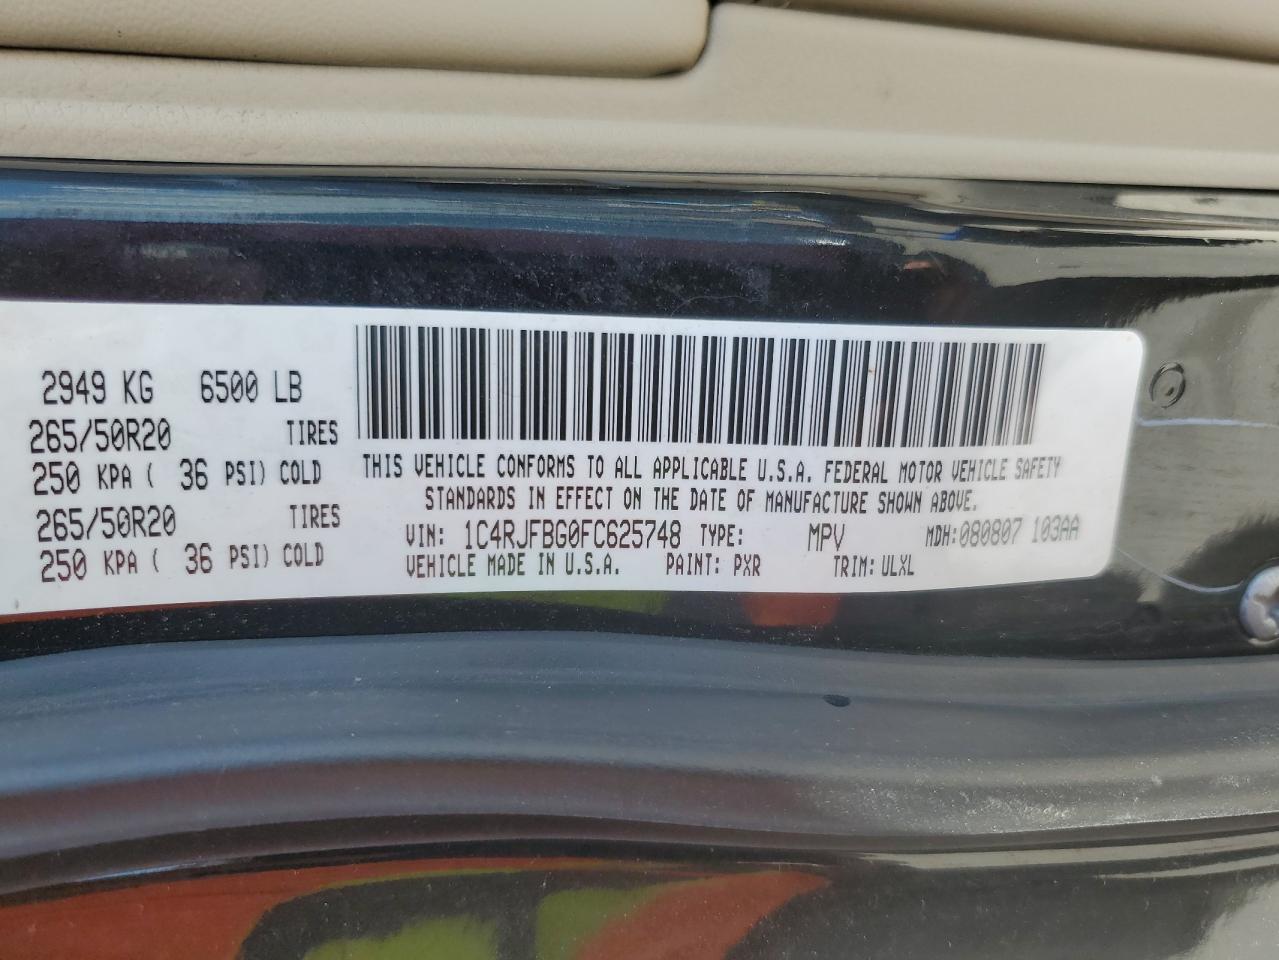 2949 KG 6500 LB
265/50R20 TIRES
250 KPA ( 36 PSI) COLD
265/50R20 TIRES
250 KPA ( 36 PSI) COLD
THIS VEHICLE CONFORMS TO ALL APPLICABLE U.S.A. FEDERAL MOTOR VEHICLE SAFETY
STANDARDS IN EFFECT ON THE DATE OF MANUFACTURE SHOWN ABOVE.
VIN: 1C4RJFBG0FC625748 TYPE: MPV MDH:080807 103AA
VEHICLE MADE IN U.S.A. PAINT: PXR TRIM: ULXL